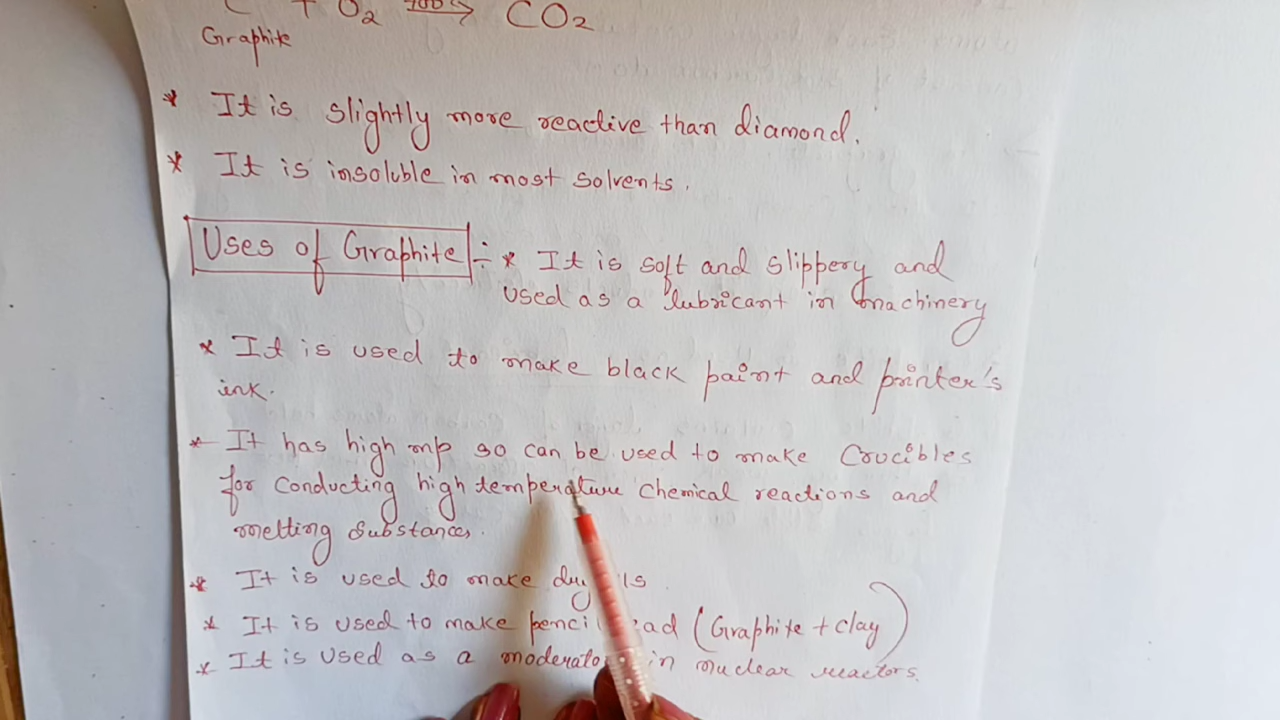 + O2 → CO2
Graphite
* It is slightly more reactive than diamond.
* It is insoluble in most solvents.
Uses of Graphite ÷ * It is soft and slippery and
used as a lubricant in machinery
* It is used to make black paint and printer's
ink.
* It has high mp so can be used to make Crucibles
for conducting high temperature chemical reactions and
melting substances.
* It is used to make
* It is used to make (Graphite + clay)
* It is used as a moderator in nuclear reactors.